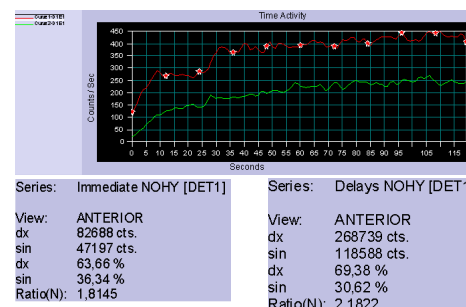 Time Activity
Counts / Sec
450
400
350
300
250
200
150
100
50
0
0 5 10 15 20 25 30 35 40 45 50 55 60 65 70 75 80 85 90 95 105 115
Seconds
Series: Immediate NOHY [DET1]
View: ANTERIOR
dx 82688 cts.
sin 47197 cts.
dx 63,66 %
sin 36,34 %
Ratio(N): 1,8145
Series: Delays NOHY [DET1
View: ANTERIOR
dx 268739 cts.
sin 118588 cts.
dx 69,38 %
sin 30,62 %
Ratio(N): 2,1822